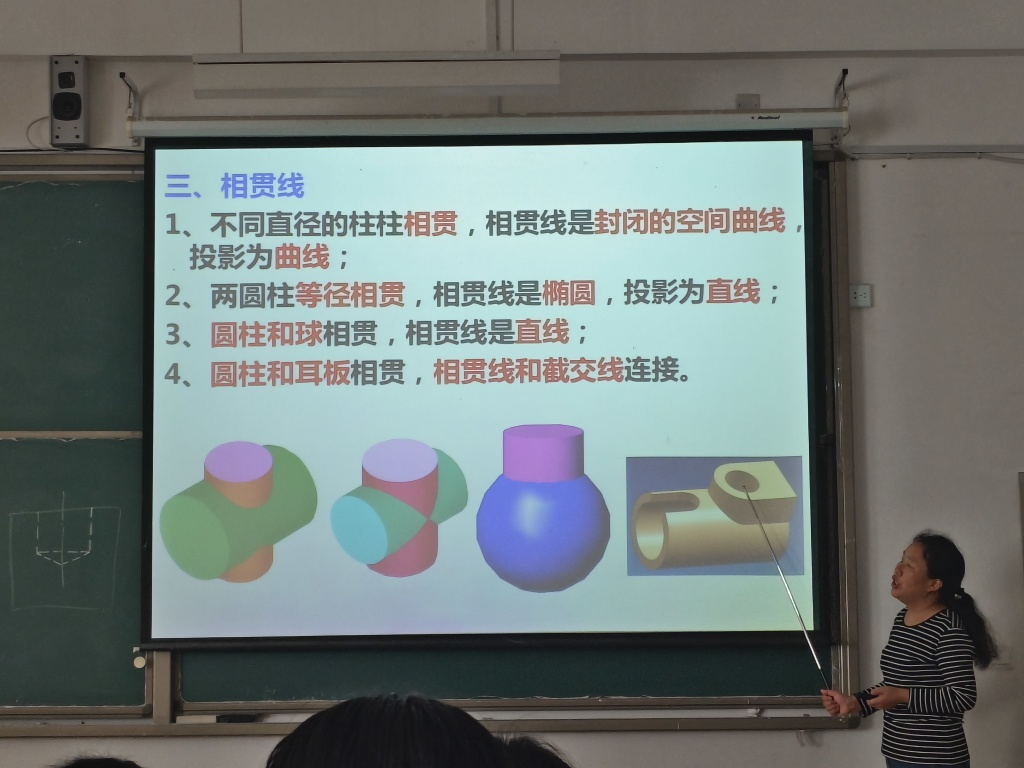 三、相贯线
1、不同直径的柱柱相贯，相贯线是封闭的空间曲线，
投影为曲线；
2、两圆柱等径相贯，相贯线是椭圆，投影为直线；
3、圆柱和球相贯，相贯线是直线；
4、圆柱和耳板相贯，相贯线和截交线连接。